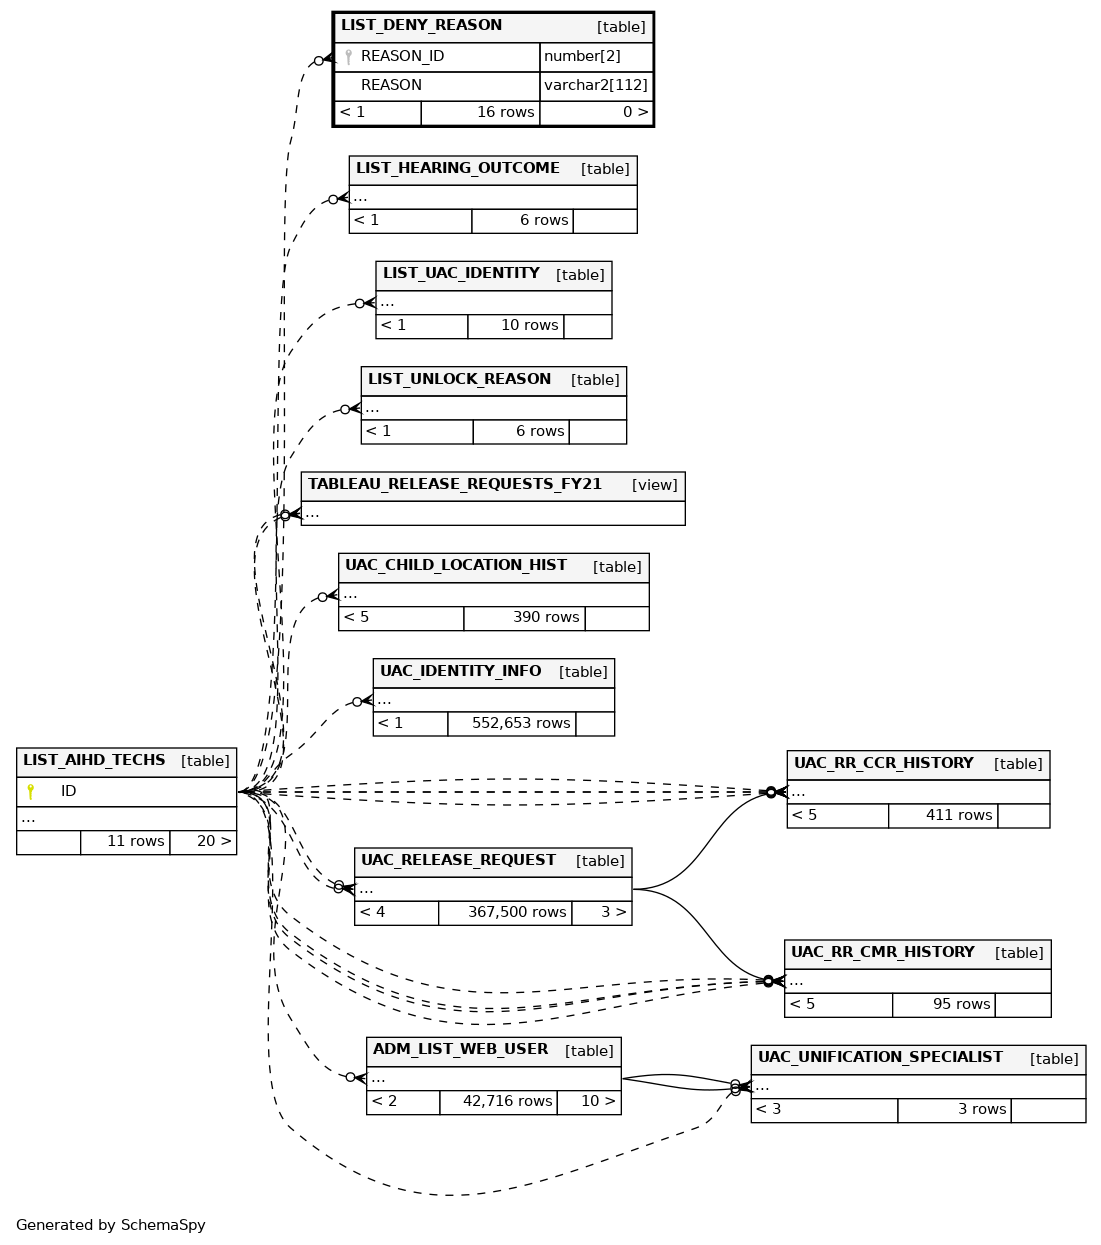 LIST_DENY_REASON [table]
REASON_ID number[2]
REASON varchar2[112]
< 1 16 rows 0 >
LIST_HEARING_OUTCOME [table]
...
< 1 6 rows
LIST_UAC_IDENTITY [table]
...
< 1 10 rows
LIST_UNLOCK_REASON [table]
...
< 1 6 rows
TABLEAU_RELEASE_REQUESTS_FY21 [view]
...
UAC_CHILD_LOCATION_HIST [table]
...
< 5 390 rows
UAC_IDENTITY_INFO [table]
...
< 1 552,653 rows
LIST_AIHD_TECHS [table]
ID
...
11 rows 20 >
UAC_RR_CCR_HISTORY [table]
...
< 5 411 rows
UAC_RELEASE_REQUEST [table]
...
< 4 367,500 rows 3 >
UAC_RR_CMR_HISTORY [table]
...
< 5 95 rows
ADM_LIST_WEB_USER [table]
...
< 2 42,716 rows 10 >
UAC_UNIFICATION_SPECIALIST [table]
...
< 3 3 rows
Generated by SchemaSpy